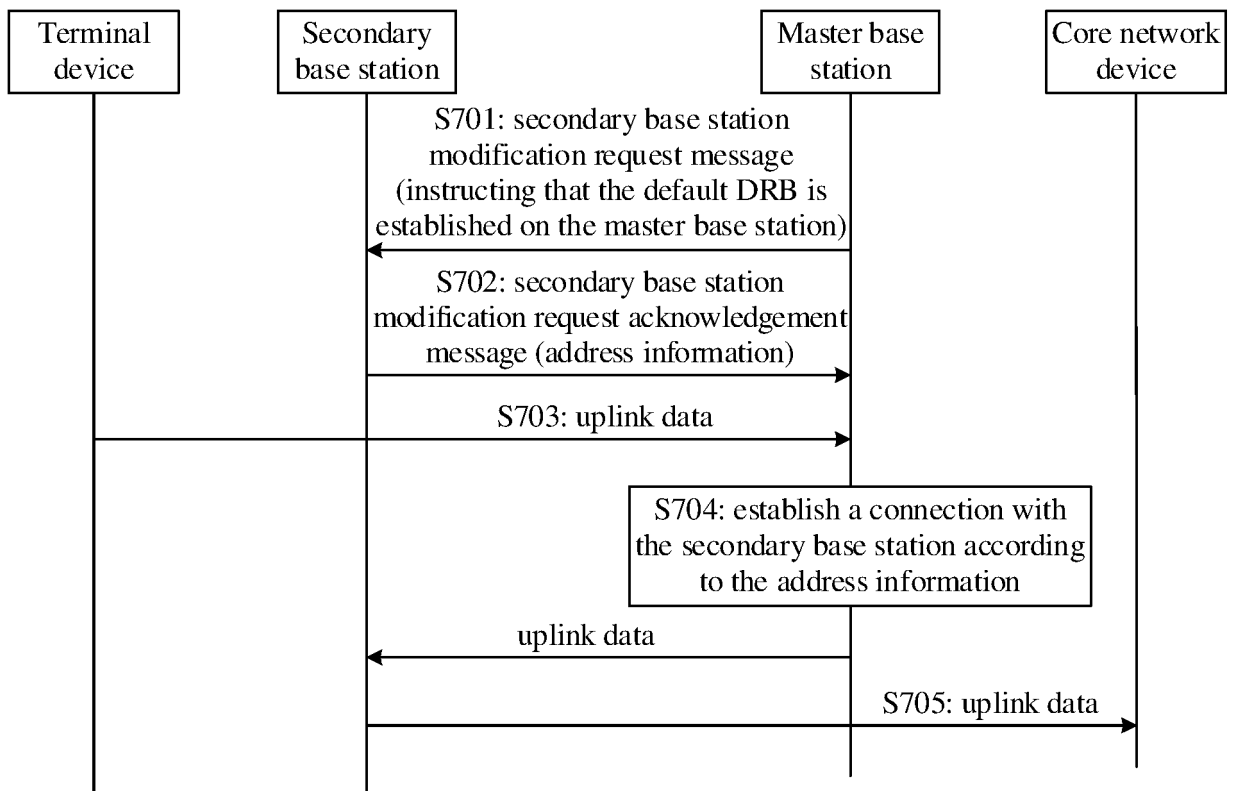 Terminal
device
Secondary
base station
Master base
station
Core network
device
S701: secondary base station
modification request message
(instructing that the default DRB is
established on the master base station)
S702: secondary base station
modification request acknowledgement
message (address information)
S703: uplink data
S704: establish a connection with
the secondary base station according
to the address information
uplink data
S705: uplink data